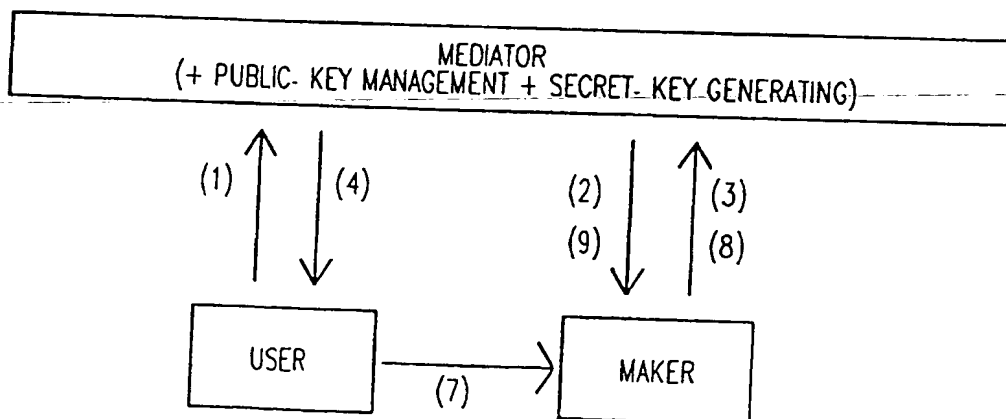 MEDIATOR
(+ PUBLIC- KEY MANAGEMENT + SECRET- KEY GENERATING)
(1)
(4)
(2)
(3)
(9)
(8)
USER
(7)
MAKER